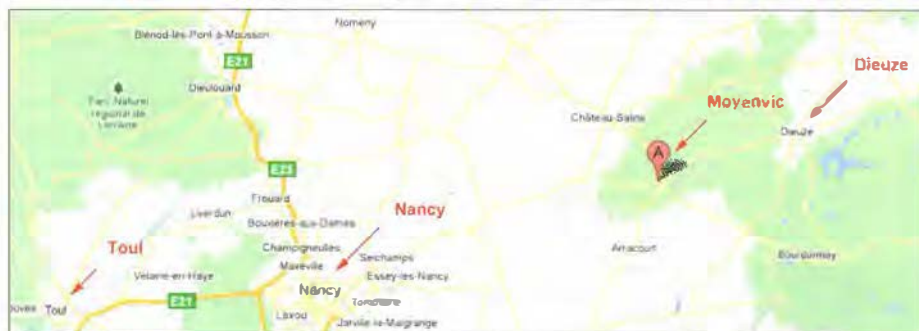 Nomeny
Blénod-lès-Pont-à-Mousson
E21
Dieuze
Dieulouard
Moyenvic
Parc Naturel
régional de
Lorraine
Château-Salins
Dieuze
A
E23
Frouard
Liverdun
Nancy
Bouxières-aux-Dames
Toul
Champigneulles
Seichamps
Arracourt
Maxéville
Bourdonnay
Velaine-en-Haye
Essey-lès-Nancy
Nancy
Toul
E21
Tomblaine
Laxou
Jarville-la-Malgrange